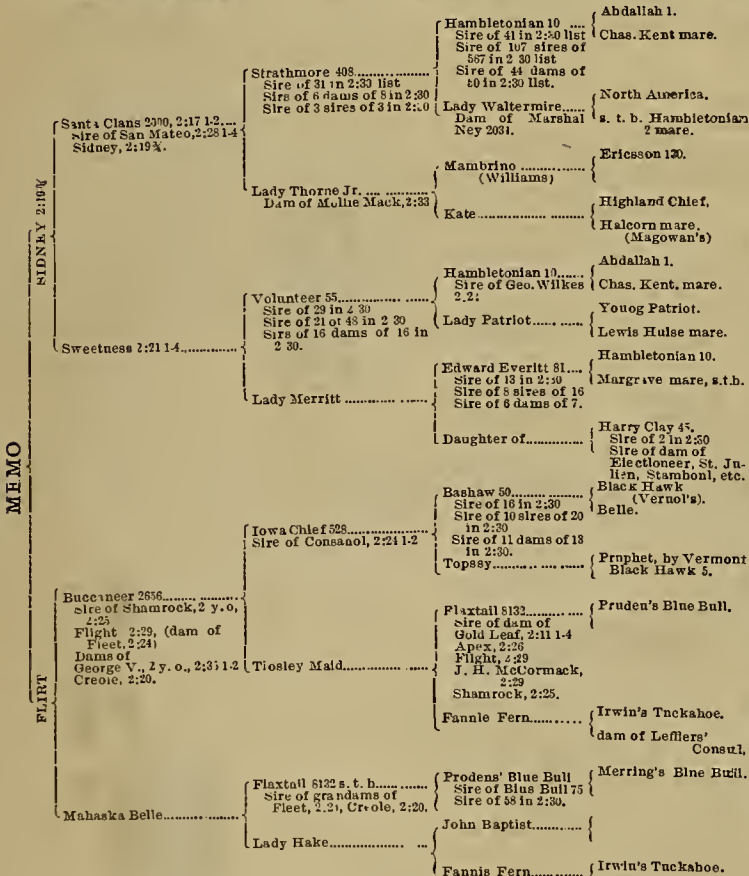 MEMO
SIDNEY 2:19¾
FLIRT
Santa Claus 2000, 2:17 1-2....
Sire of San Mateo, 2:28 1-4
Sidney, 2:19¾.
Sweetness 2:21 1-4.,............
Buccaneer 2656...................
Sire of Shamrock, 2 y. o,
2:25
Flight 2:29, (dam of
Fleet, 2:24)
Dams of
George V., 2 y. o., 2:35 1-2
Creole, 2:20.
Mahaska Belle...................
Strathmore 408...................
Sire of 31 in 2:30 list
Sire of 6 dams of 8 in 2:30
Sire of 3 sires of 3 in 2:30
Lady Thorne Jr. ...................
Dam of Mollie Mack, 2:33
Volunteer 55......................
Sire of 29 in 2 30
Sire of 21 of 48 in 2 30
Sire of 16 dams of 16 in
2 30.
Lady Merritt ......................
Iowa Chief 528...................
Sire of Consanol, 2:24 1-2
Tinsley Maid......................
Flaxtail 8132 s. t. b..............
Sire of grandams of
Fleet, 2.24, Creole, 2:20.
Lady Hake......................
Hambletonian 10 ....
Sire of 41 in 2:30 list
Sire of 107 sires of
567 in 2 30 list
Sire of 44 dams of
60 in 2:30 list.
Lady Waltermire......
Dam of Marshal
Ney 2031.
Mambrino ................
(Williams)
Kate........................
Hambletonian 10......
Sire of Geo. Wilkes
2.22
Lady Patriot.............
Edward Everitt 81....
Sire of 13 in 2:30
Sire of 8 sires of 16
Sire of 6 dams of 7.
Daughter of..............
Bashaw 50...............
Sire of 16 in 2:30
Sire of 10 sires of 20
in 2:30
Sire of 11 dams of 13
in 2:30.
Topssy.....................
Flaxtail 8132............
Sire of dam of
Gold Leaf, 2:11 1-4
Apex, 2:26
Flight, 2:29
J. H. McCormack,
2:29
Shamrock, 2:25.
Fannie Fern............
Prudens' Blue Bull
Sire of Blus Bull 75
Sire of 58 in 2:30.
John Baptist............
Fannis Fern............
Abdallah 1.
Chas. Kent mare.
North America.
s. t. b. Hambletonian
2 mare.
Ericsson 130.
Highland Chief,
Halcorn mare.
(Magowan's)
Abdallah 1.
Chas. Kent. mare.
Young Patriot.
Lewis Hulse mare.
Hambletonian 10.
Margrave mare, s.t.b.
Harry Clay 45.
Sire of 2 in 2:30
Sire of dam of
Electioneer, St. Ju-
lien, Stamboul, etc.
Black Hawk
(Vernol's).
Belle.
Prophet, by Vermont
Black Hawk 5.
Pruden's Blue Bull.
Irwin's Tuckahoe.
dam of Lefflers'
Consul,
Merring's Blue Bull.
Irwin's Tuckahoe.